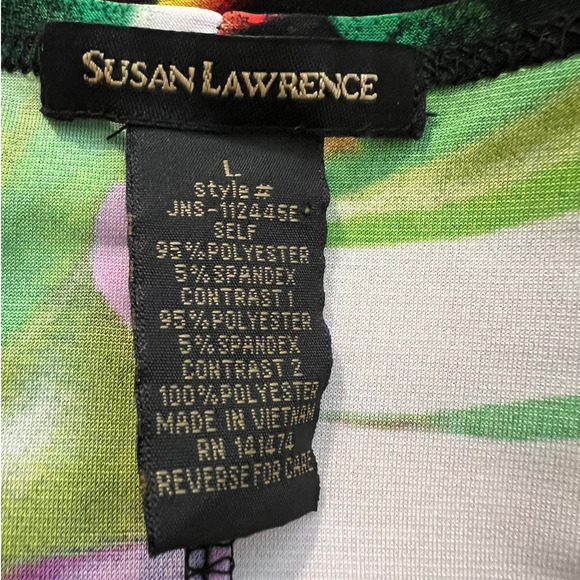 SUSAN LAWRENCE
L
style #
JNS-112445E
SELF
95%POLYESTER
5%SPANDEX
CONTRAST 1
95%POLYESTER
5%SPANDEX
CONTRAST 2
100%POLYESTER
MADE IN VIETNAM
RN 141474
REVERSE FOR CARE